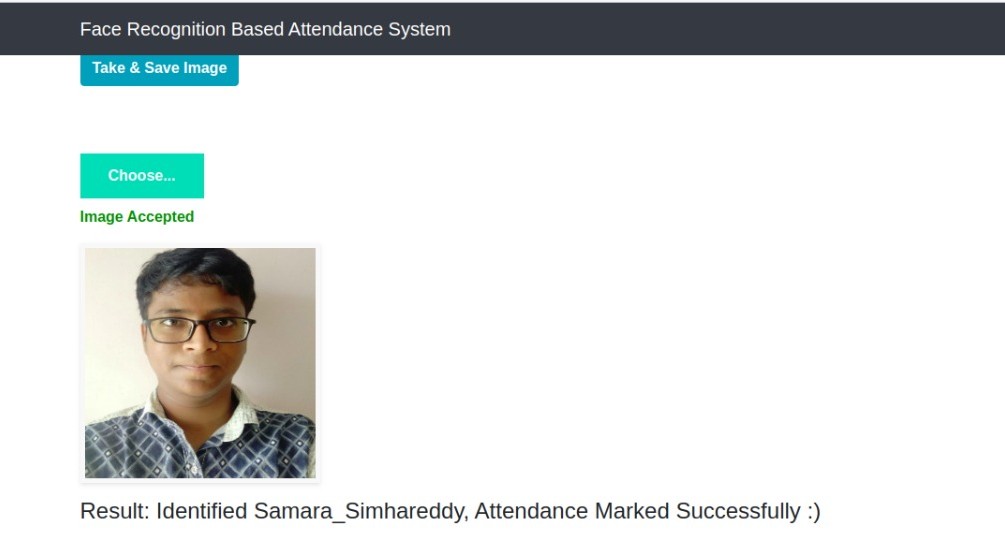 Face Recognition Based Attendance System
Take & Save Image
Choose...
Image Accepted
Result: Identified Samara_Simhareddy, Attendance Marked Successfully :)